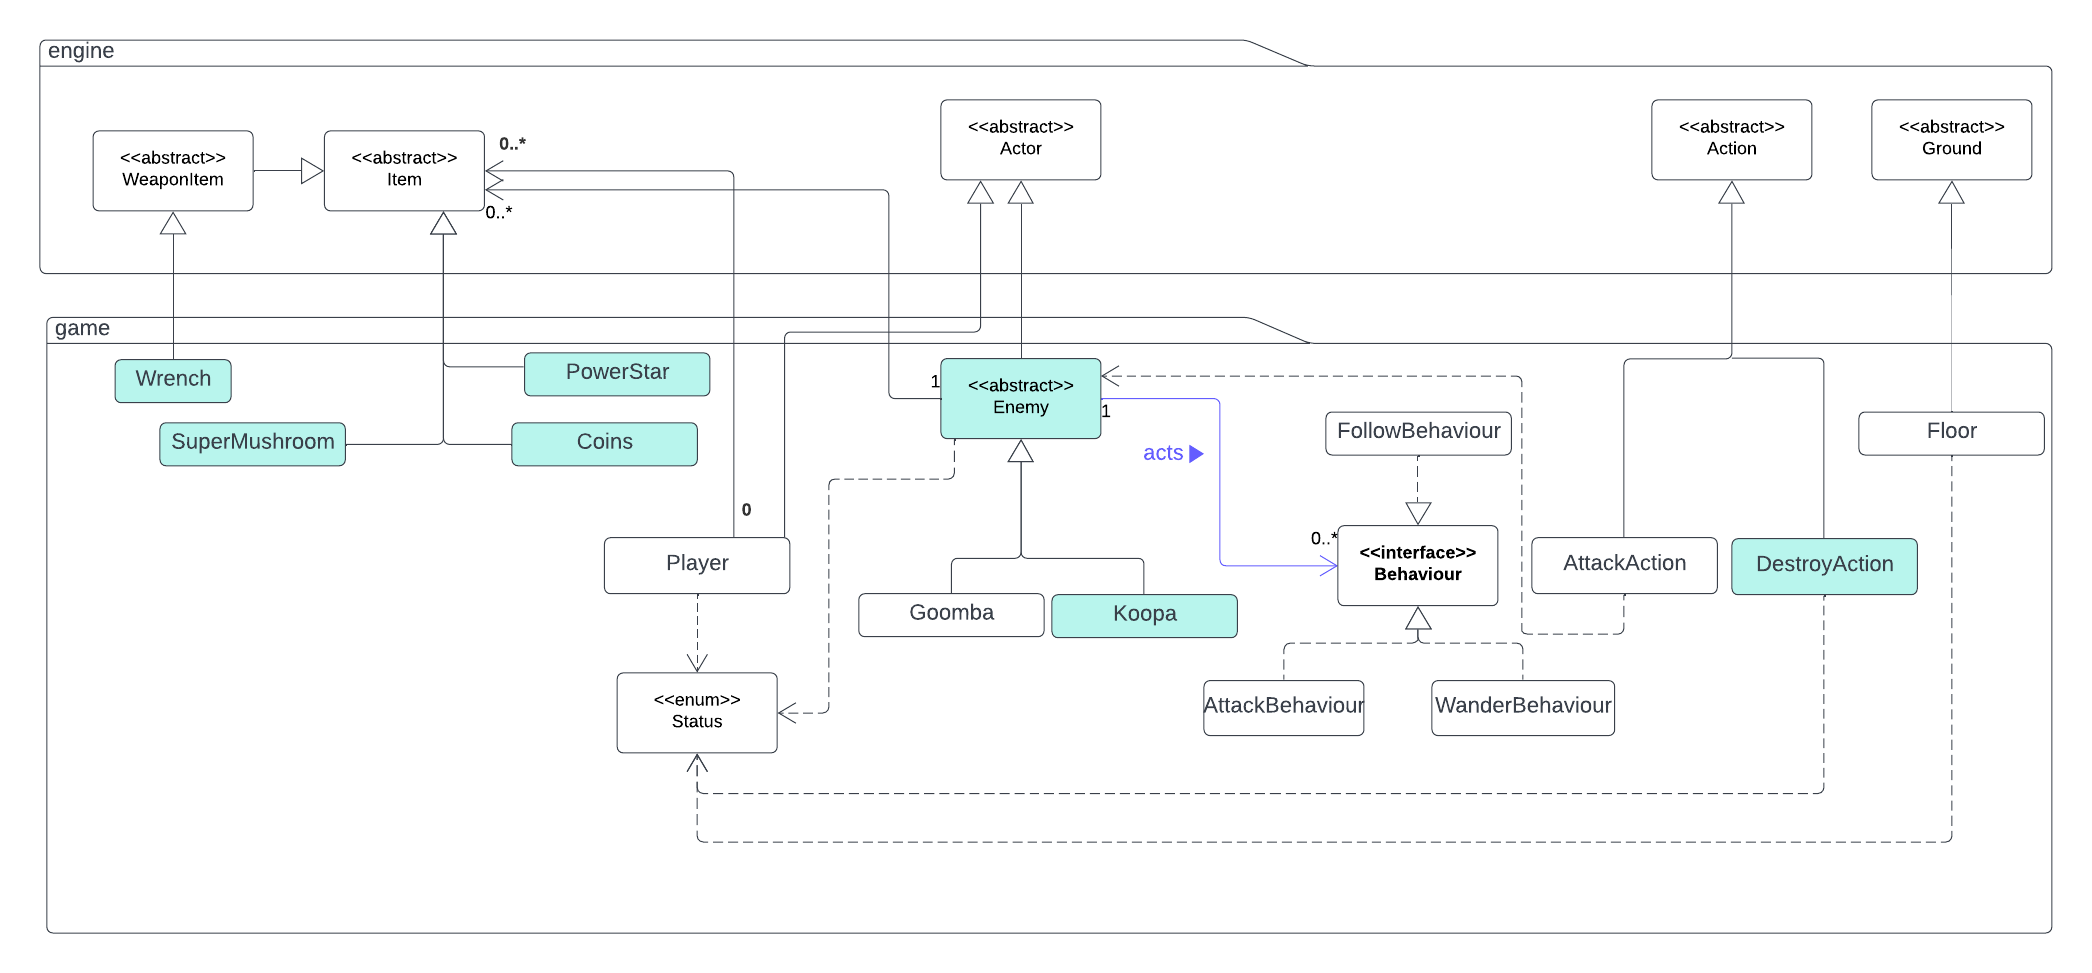 engine
<<abstract>>
WeaponItem
<<abstract>>
Item
0..*
0..*
<<abstract>>
Actor
<<abstract>>
Action
<<abstract>>
Ground
game
Wrench
PowerStar
SuperMushroom
Coins
1
<<abstract>>
Enemy
1
acts
FollowBehaviour
Floor
0
Player
0..*
<<interface>>
Behaviour
AttackAction
DestroyAction
Goomba
Koopa
<<enum>>
Status
AttackBehaviour
WanderBehaviour